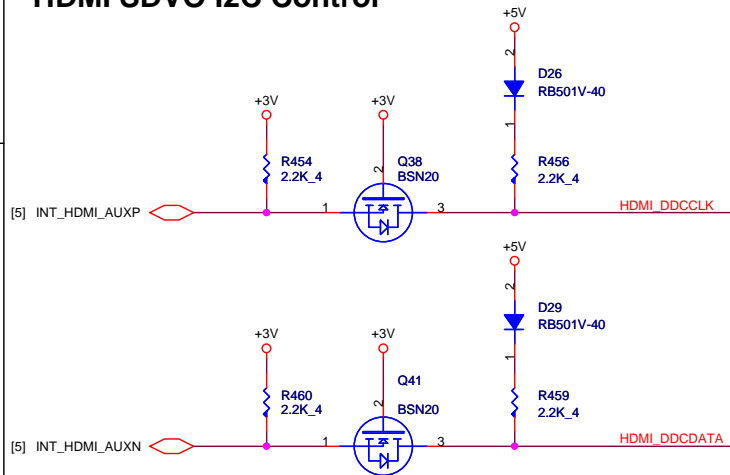 HDMI SDVO I2C Control
+5V
2
D26
RB501V-40
1
+3V
+3V
R454
2.2K_4
2
Q38
BSN20
R456
2.2K_4
[5] INT_HDMI_AUXP
1
3
HDMI_DDCCLK
+5V
2
D29
RB501V-40
1
+3V
+3V
R460
2.2K_4
2
Q41
BSN20
R459
2.2K_4
[5] INT_HDMI_AUXN
1
3
HDMI_DDCDATA